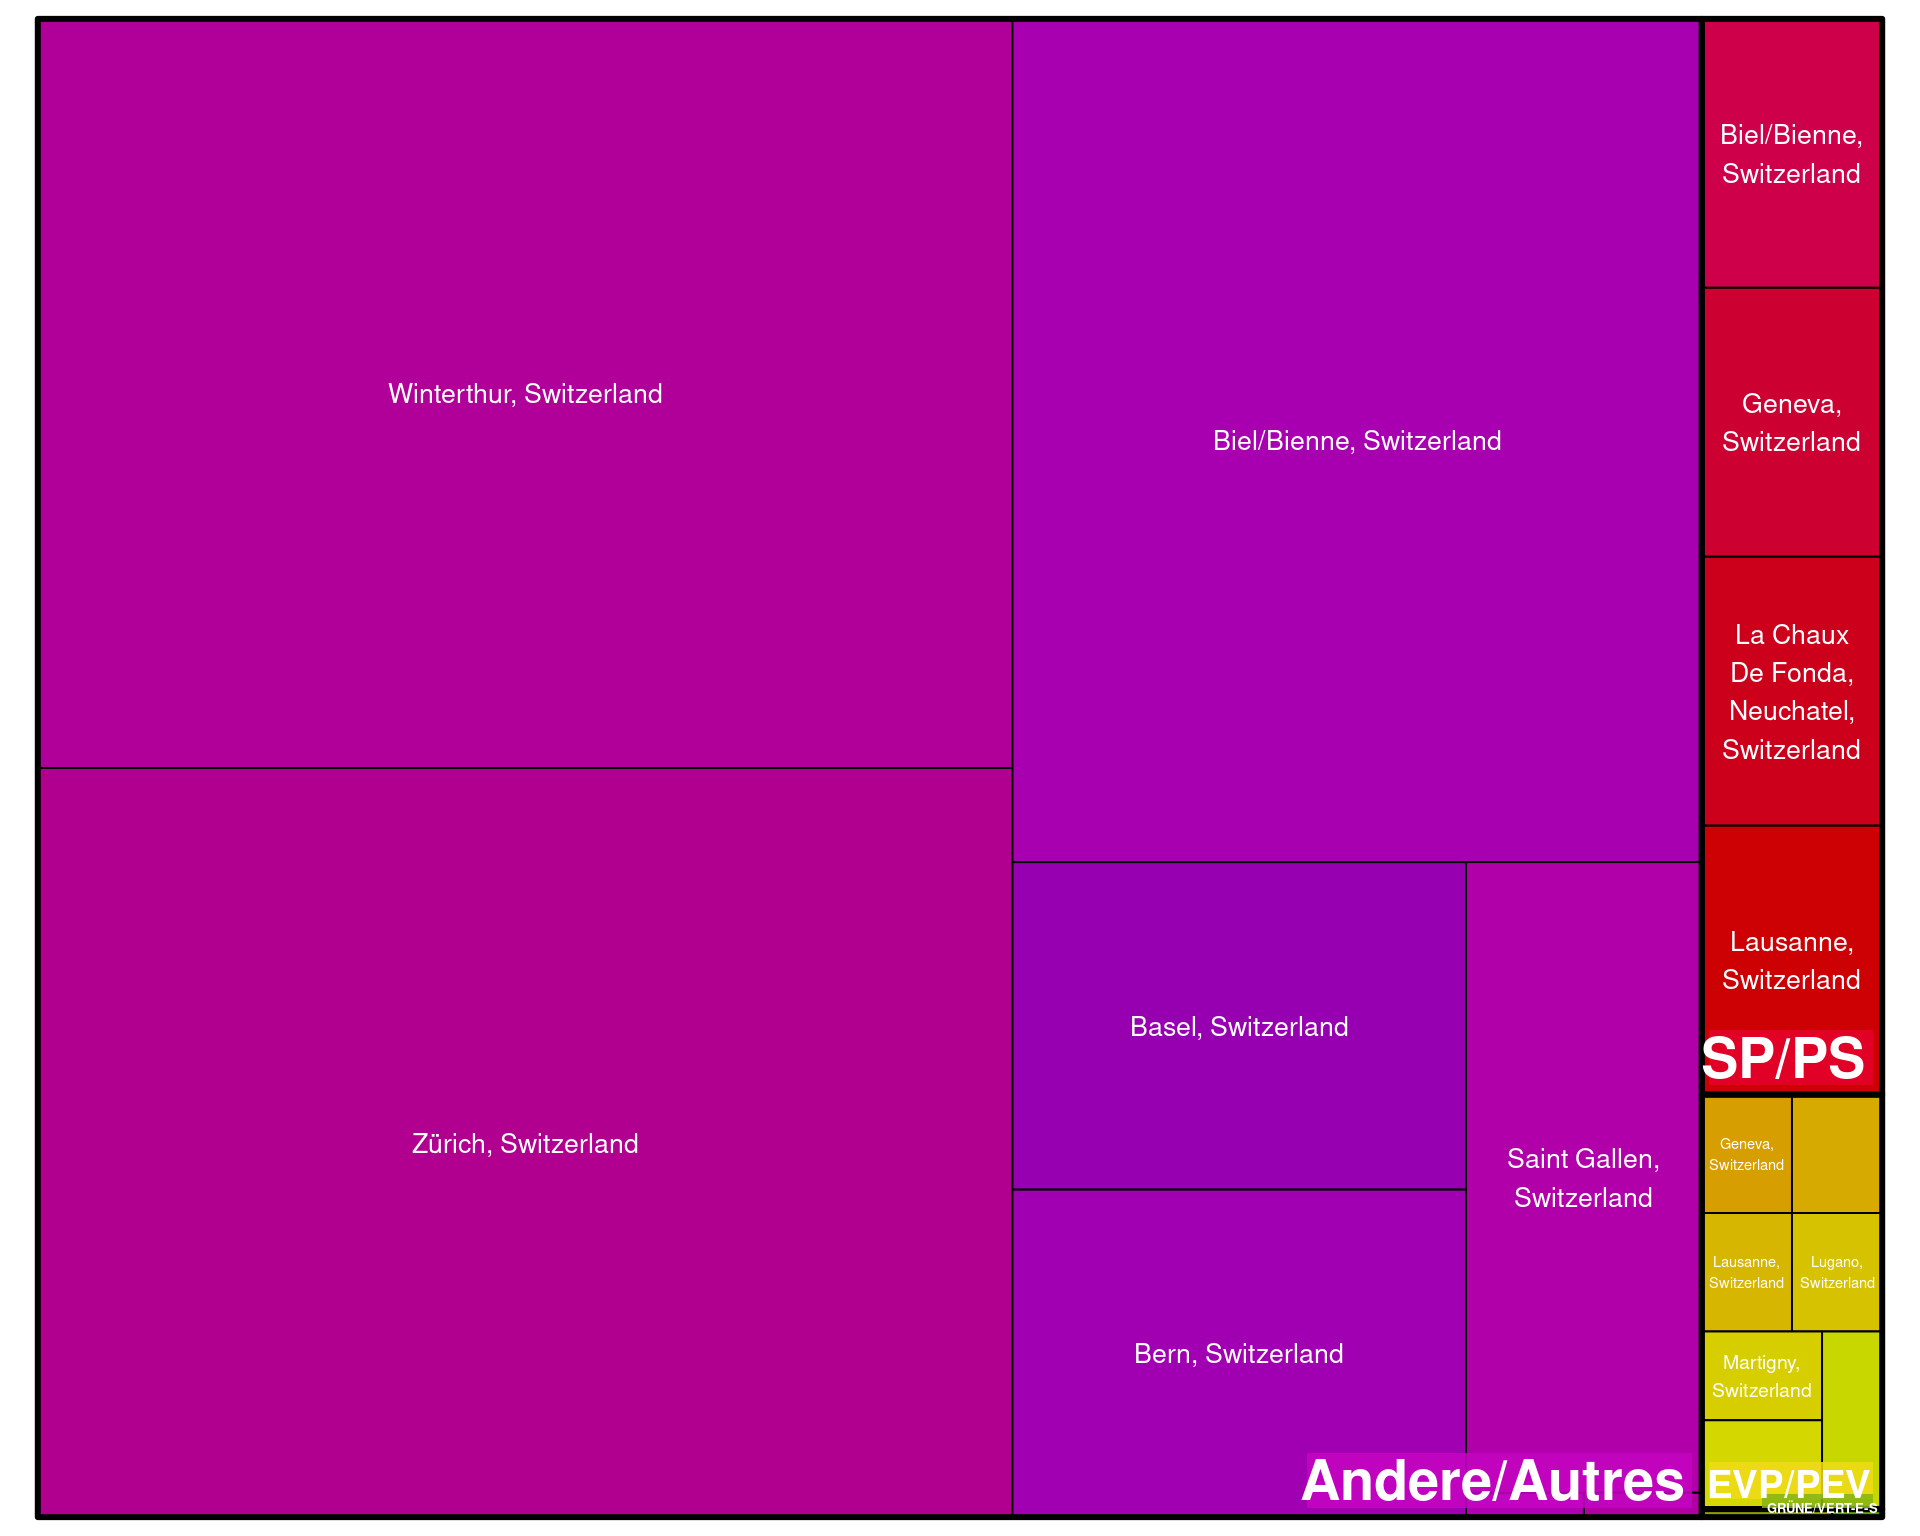 Winterthur, Switzerland
Zürich, Switzerland
Biel/Bienne, Switzerland
Basel, Switzerland
Bern, Switzerland
Saint Gallen,
Switzerland
Andere/Autres
Biel/Bienne,
Switzerland
Geneva,
Switzerland
La Chaux
De Fonda,
Neuchatel,
Switzerland
Lausanne,
Switzerland
SP/PS
Geneva,
Switzerland
Lausanne,
Switzerland
Lugano,
Switzerland
Martigny,
Switzerland
EVP/PEV
GRÜNE/VERT-E-S